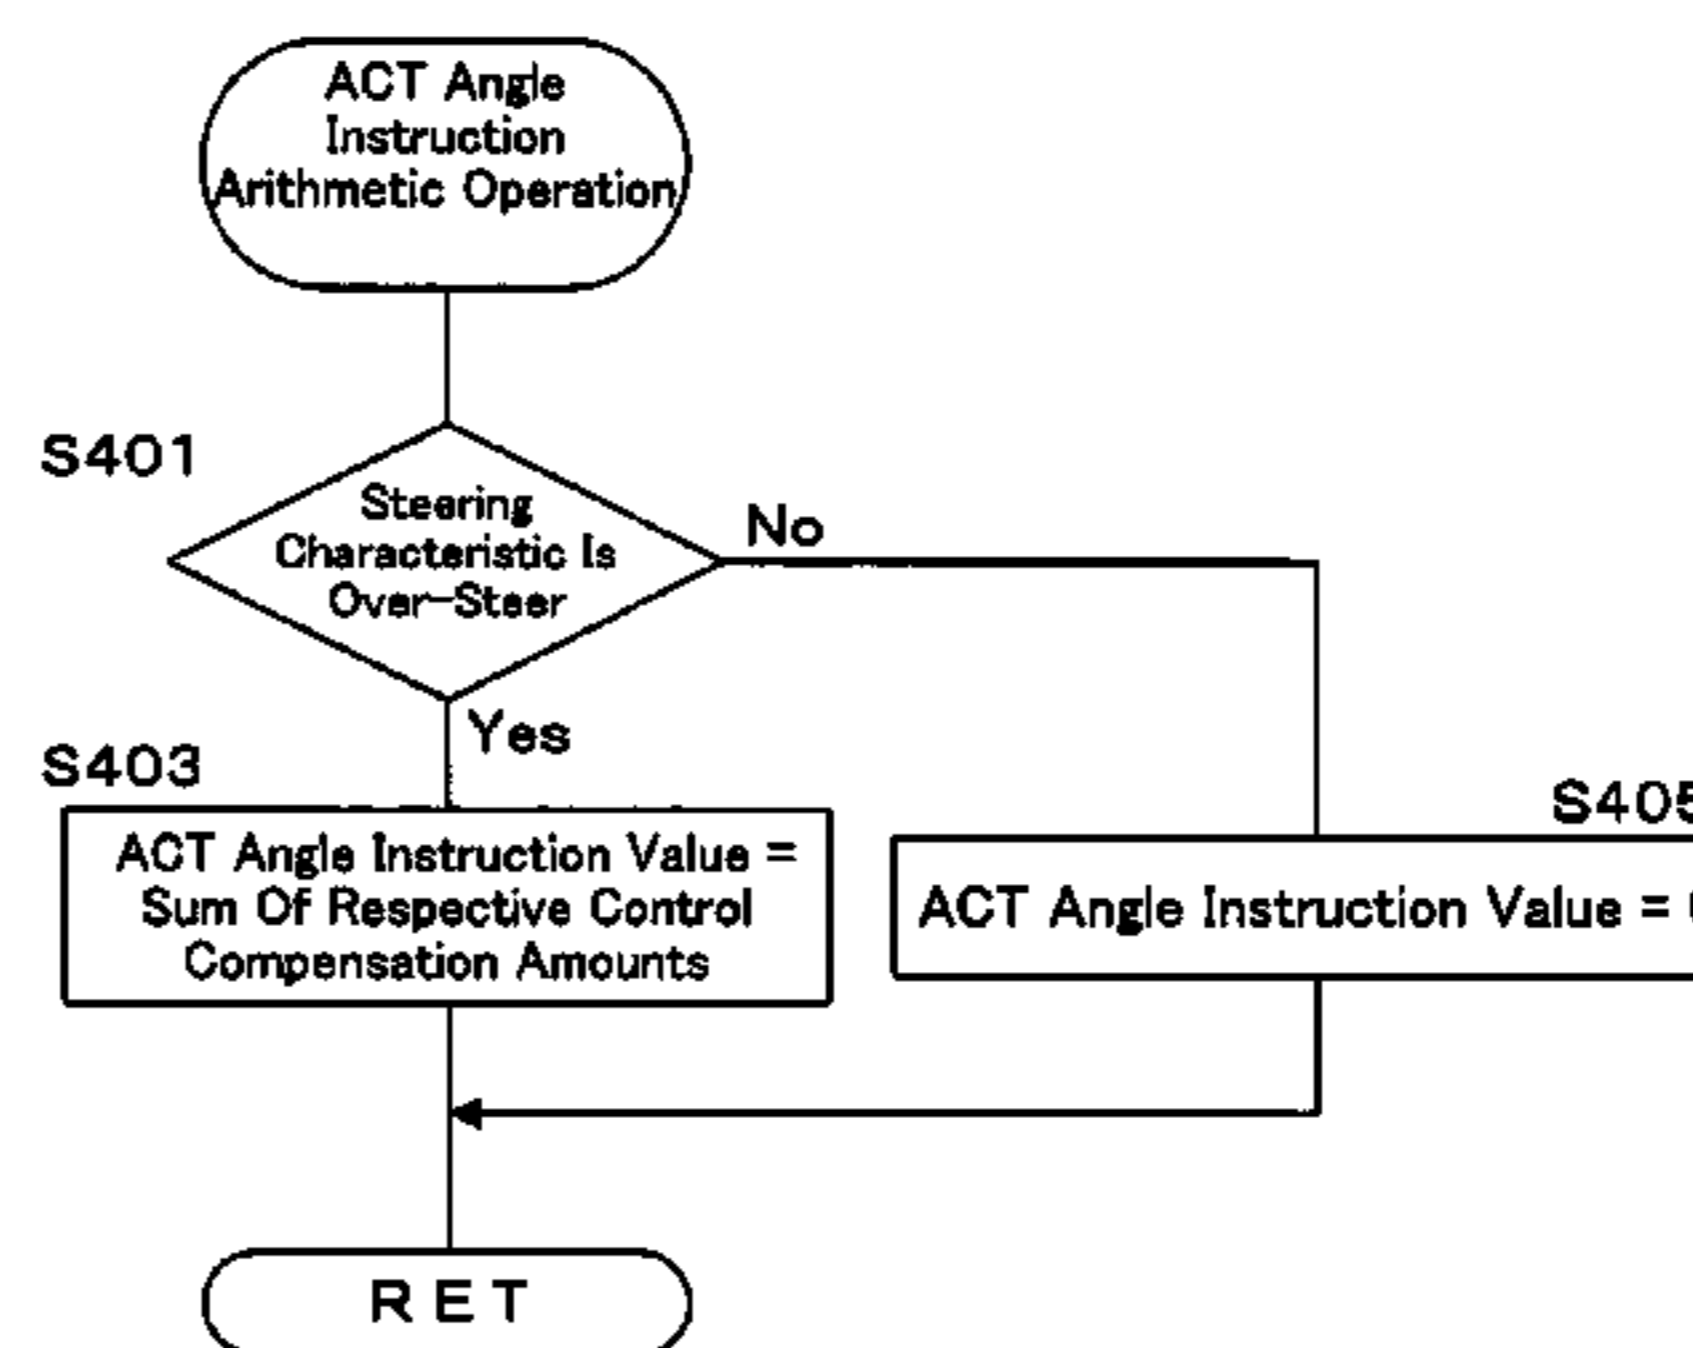 ACT Angle
Instruction
Arithmetic Operation
S401
Steering
Characteristic Is
Over-Steer
No
Yes
S403
ACT Angle Instruction Value =
Sum Of Respective Control
Compensation Amounts
S405
ACT Angle Instruction Value =
RET